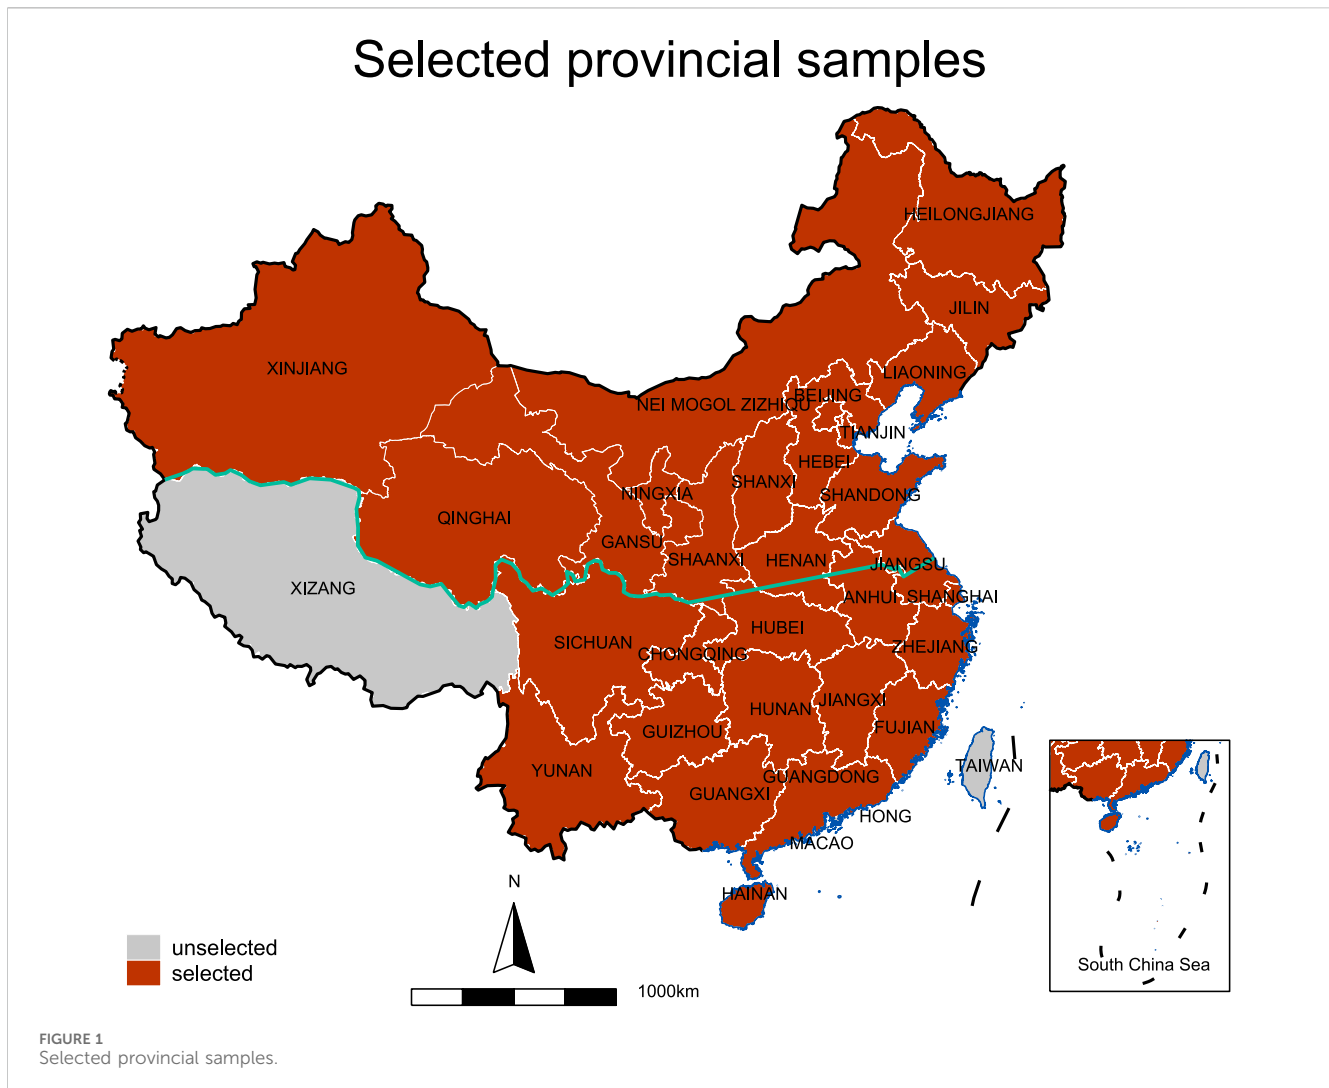 Selected provincial samples
HEILONGJIANG
JILIN
XINJIANG
LIAONING
BEIJING
NEI MOGOL ZIZHIQU
TIANJIN
HEBEI
SHANXI
NINGXIA
SHANDONG
QINGHAI
GANSU
SHAANXI
HENAN
JIANGSU
XIZANG
ANHUI
SHANGHAI
HUBEI
SICHUAN
ZHEJIANG
CHONGQING
JIANGXI
HUNAN
FUJIAN
GUIZHOU
TAIWAN
YUNAN
GUANGDONG
GUANGXI
HONG
MACAO
HAINAN
N
unselected
selected
1000km
South China Sea
FIGURE 1
Selected provincial samples.